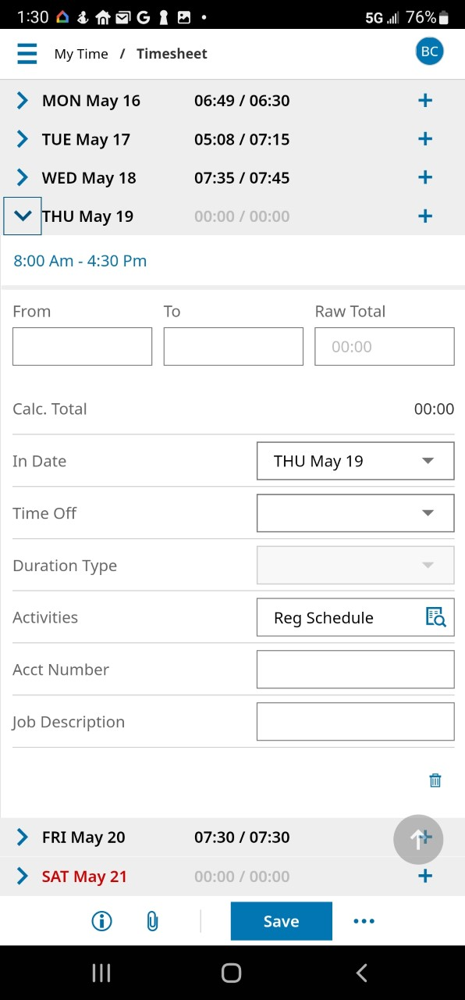 1:30 G 5G 76%
My Time / Timesheet BC
MON May 16 06:49 / 06:30 +
TUE May 17 05:08 / 07:15 +
WED May 18 07:35 / 07:45 +
THU May 19 00:00 / 00:00 +
8:00 Am - 4:30 Pm
From To Raw Total
00:00
Calc. Total 00:00
In Date THU May 19
Time Off
Duration Type
Activities Reg Schedule
Acct Number
Job Description
FRI May 20 07:30 / 07:30 +
SAT May 21 00:00 / 00:00 +
Save